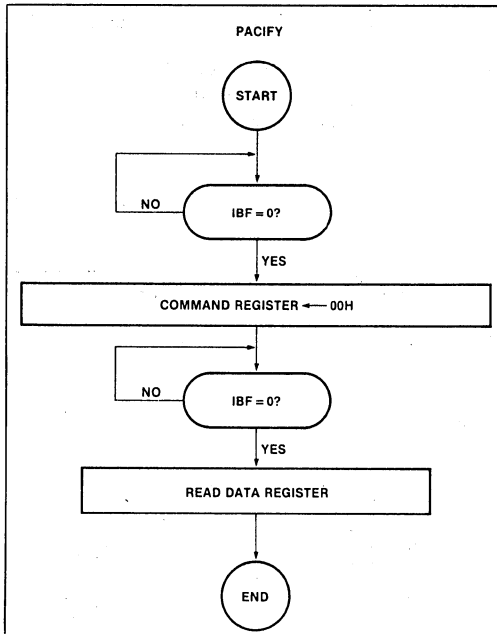 PACIFY
START
NO
IBF = 0?
YES
COMMAND REGISTER ← 00H
NO
IBF = 0?
YES
READ DATA REGISTER
END